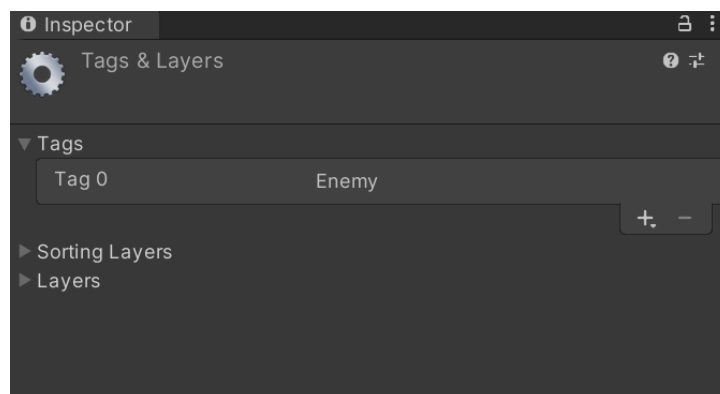 Inspector
Tags & Layers
Tags
Tag 0 Enemy
Sorting Layers
Layers